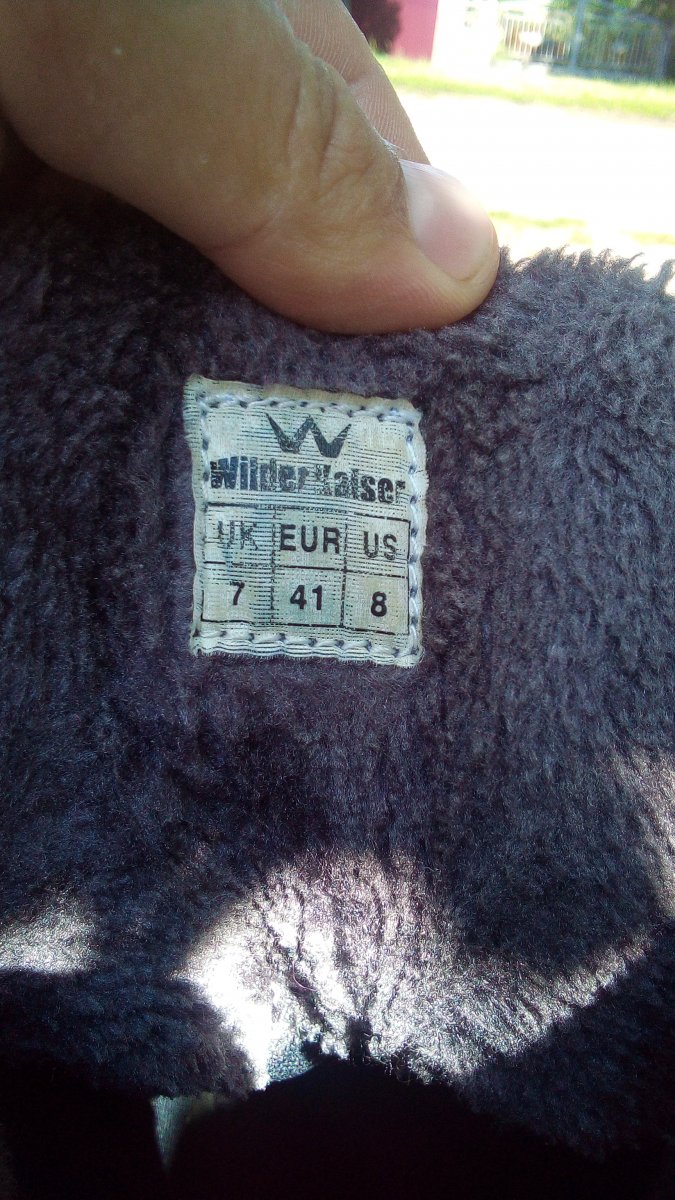 Wilder Kaiser
UK EUR US
7 41 8